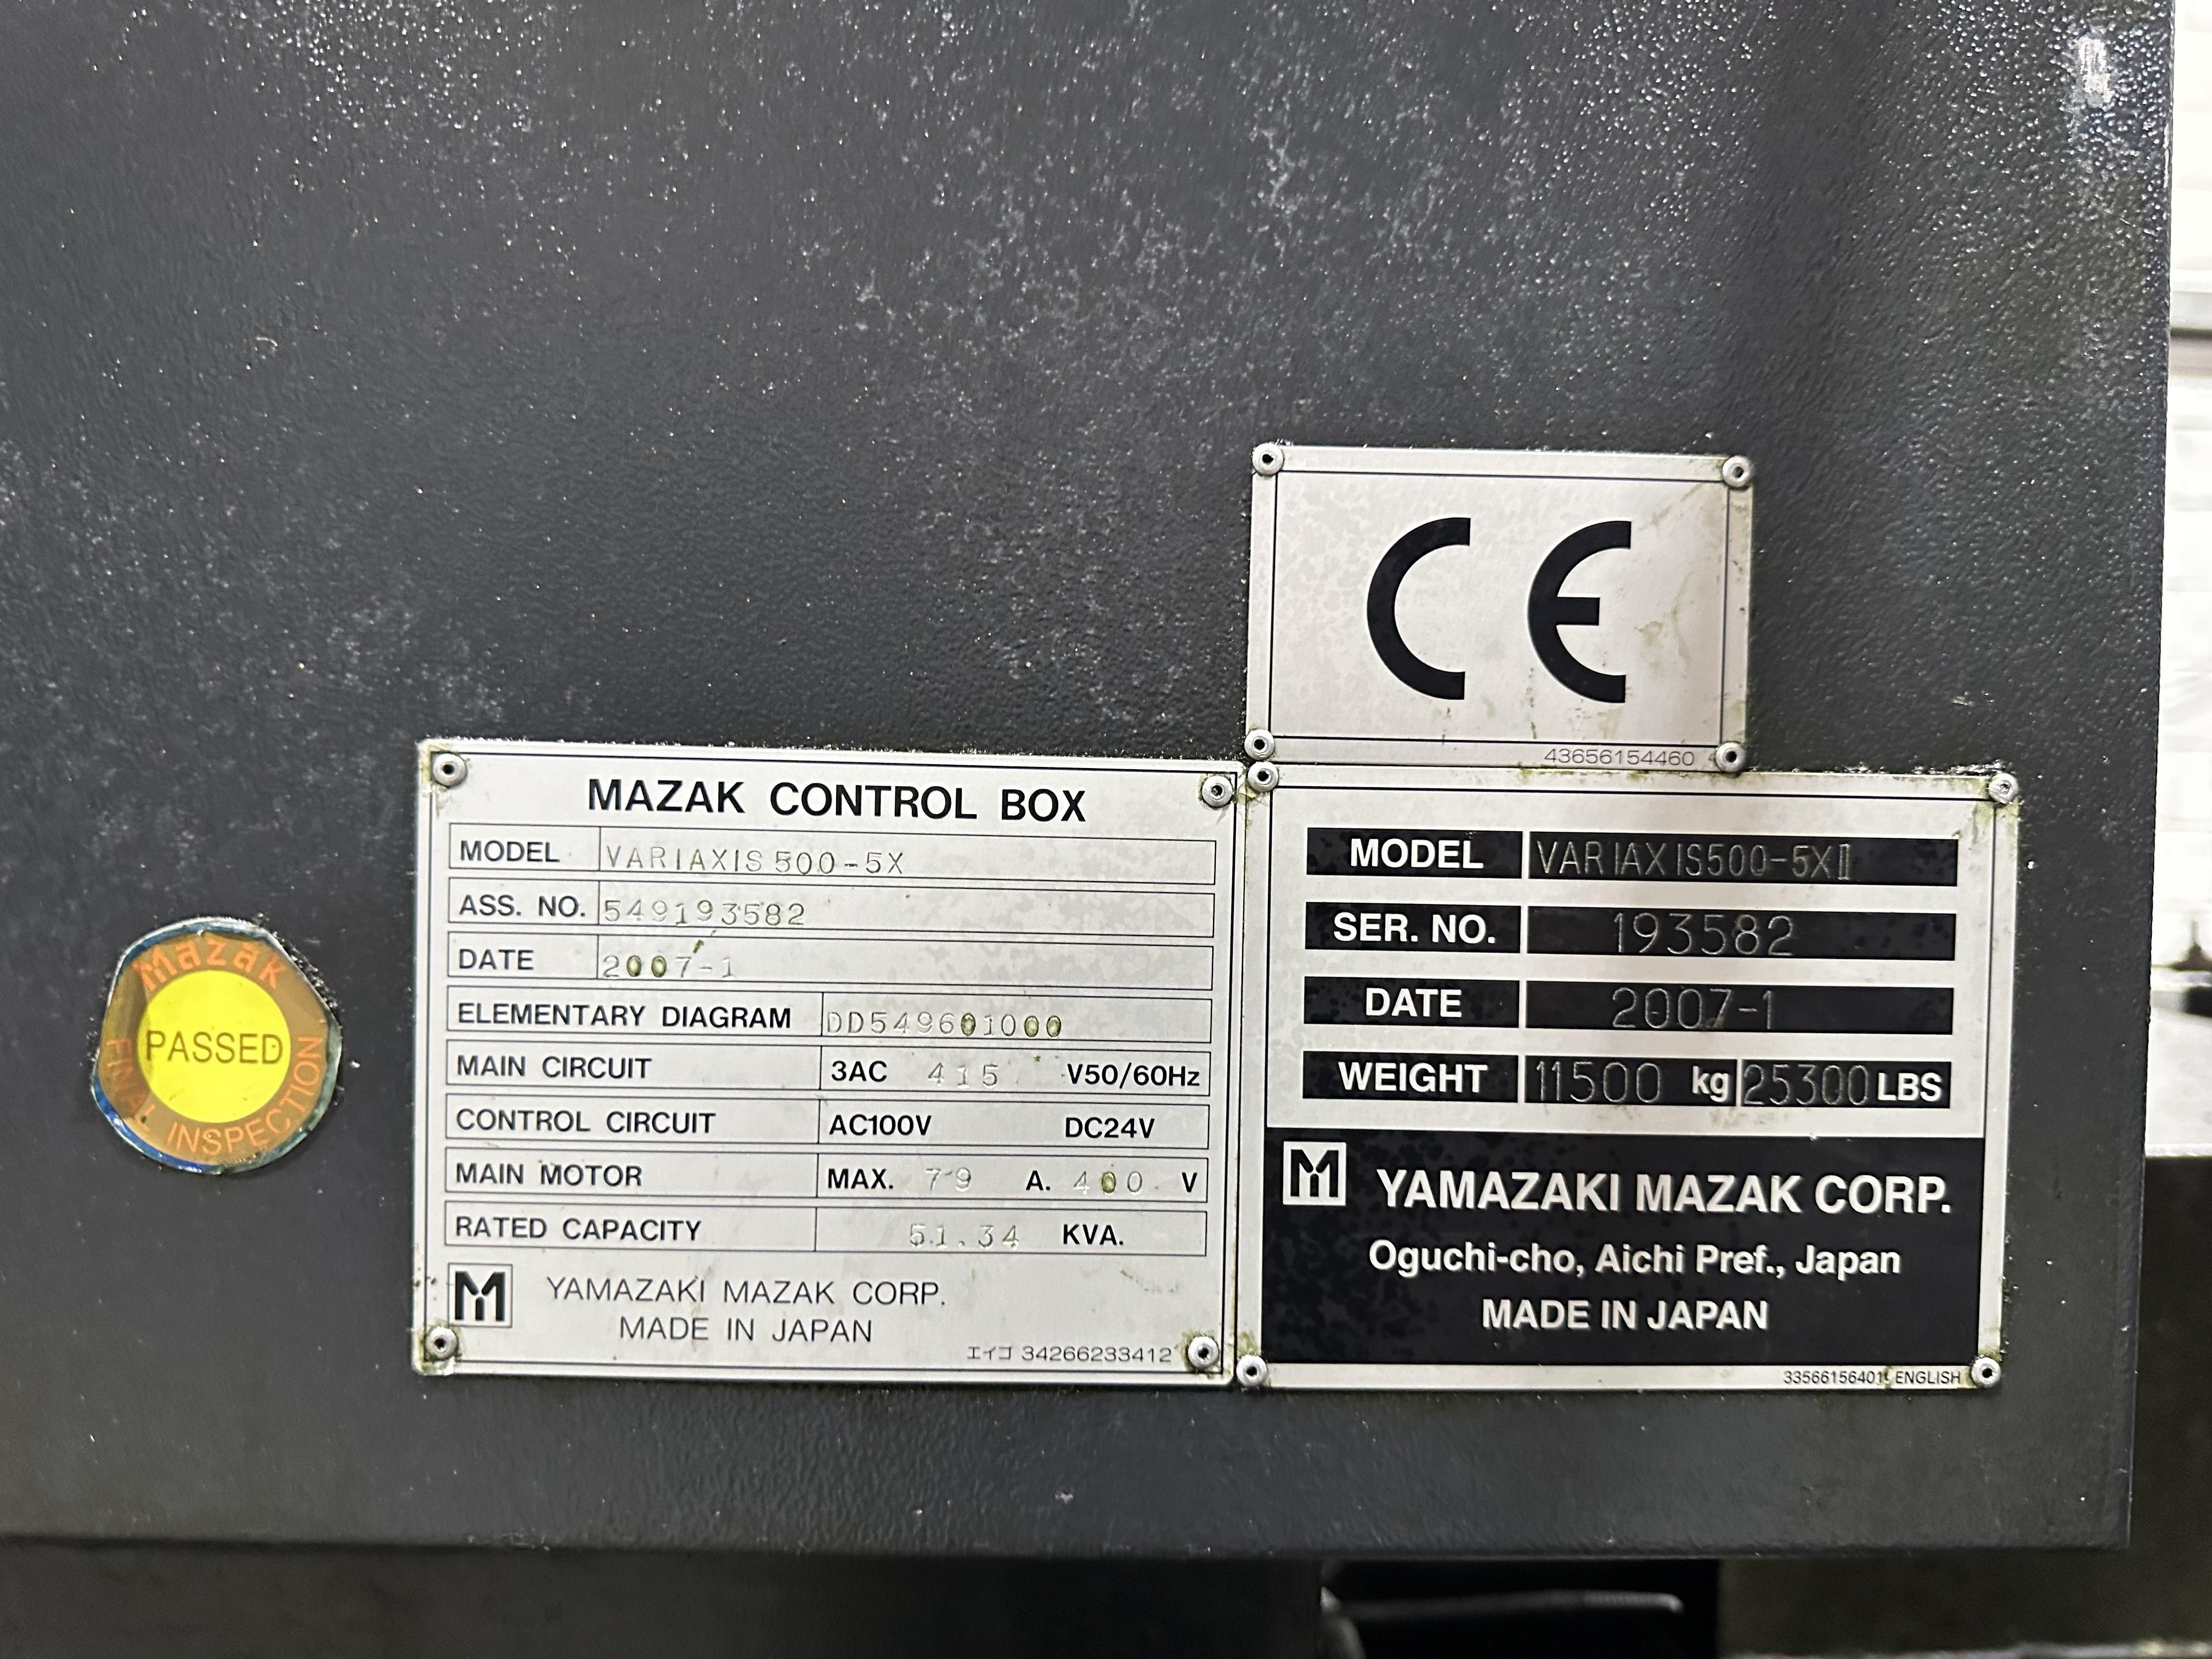 CE
43656154460
MAZAK CONTROL BOX
MODEL VARIAXIS 500-5X
ASS. NO. 549193582
DATE 2007-1
ELEMENTARY DIAGRAM DD549601000
MAIN CIRCUIT 3AC 415 V50/60Hz
CONTROL CIRCUIT AC100V DC24V
MAIN MOTOR MAX. 79 A. 400 V
RATED CAPACITY 51.34 KVA.
YAMAZAKI MAZAK CORP.
MADE IN JAPAN
エイゴ 34266233412
MODEL VARIAXIS500-5XⅡ
SER. NO. 193582
DATE 2007-1
WEIGHT 11500 kg 25300 LBS
YAMAZAKI MAZAK CORP.
Oguchi-cho, Aichi Pref., Japan
MADE IN JAPAN
33566156401 ENGLISH
Mazak
PASSED
FINAL INSPECTION